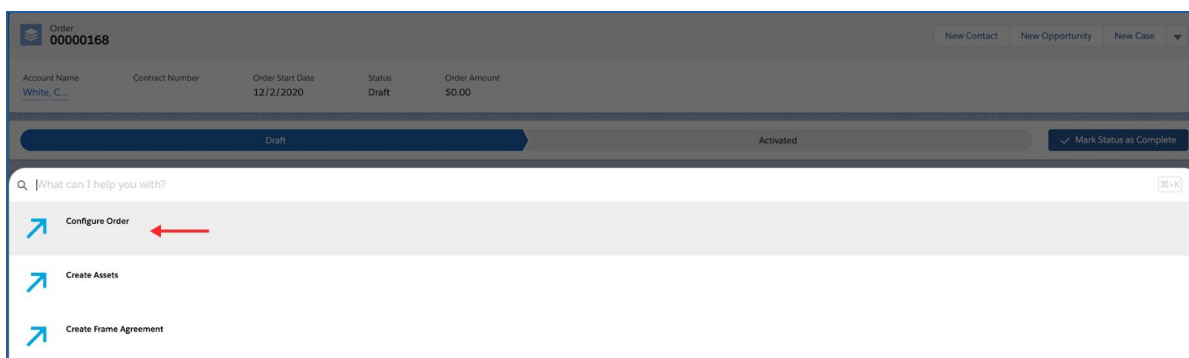 Order
00000168
New Contact New Opportunity New Case
Account Name Contract Number Order Start Date Status Order Amount
White, C... 12/2/2020 Draft $0.00
Draft Activated Mark Status as Complete
What can I help you with? ⌘+K
Configure Order
Create Assets
Create Frame Agreement